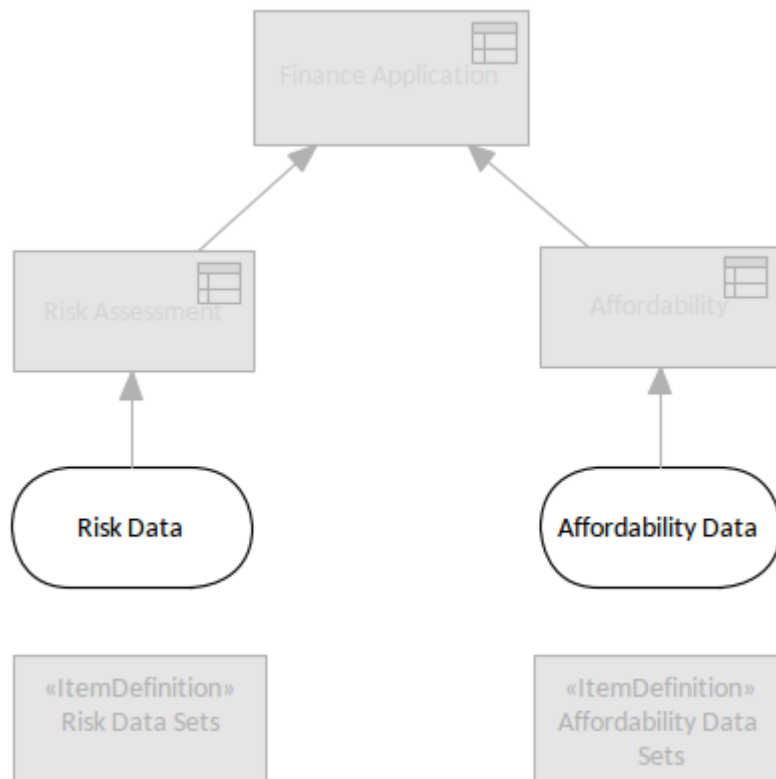 Finance Application
Risk Assessment
Affordability
Risk Data
Affordability Data
«ItemDefinition»
Risk Data Sets
«ItemDefinition»
Affordability Data
Sets